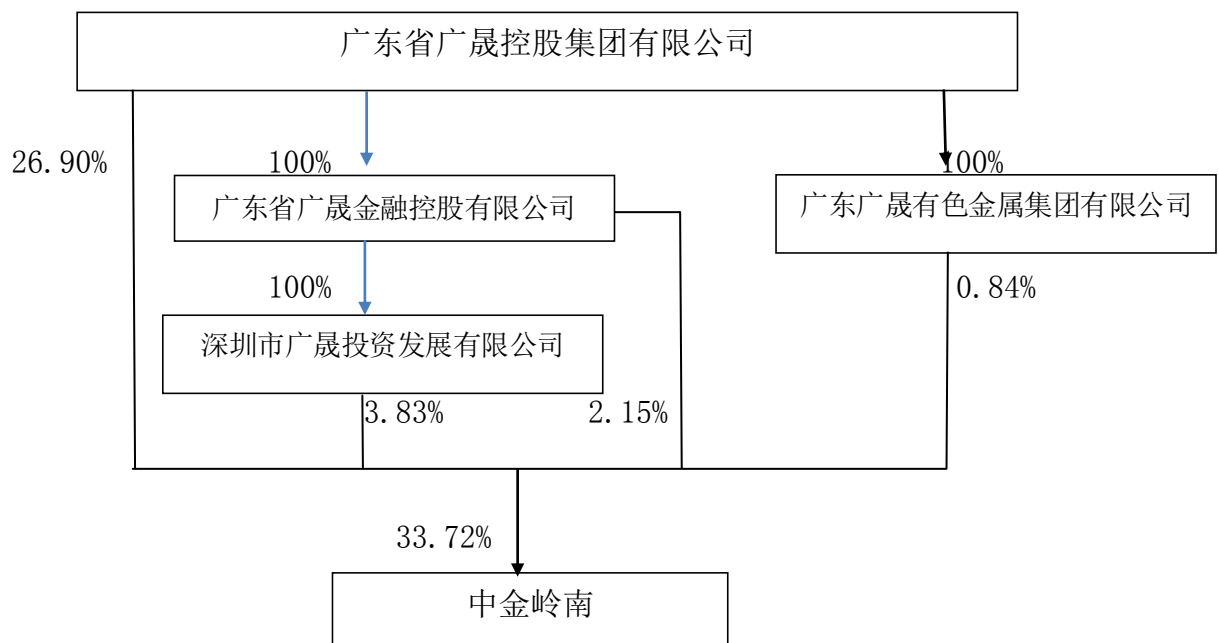 广东省广晟控股集团有限公司
26.90%
100%
100%
广东省广晟金融控股有限公司
广东广晟有色金属集团有限公司
100%
0.84%
深圳市广晟投资发展有限公司
3.83%
2.15%
33.72%
中金岭南